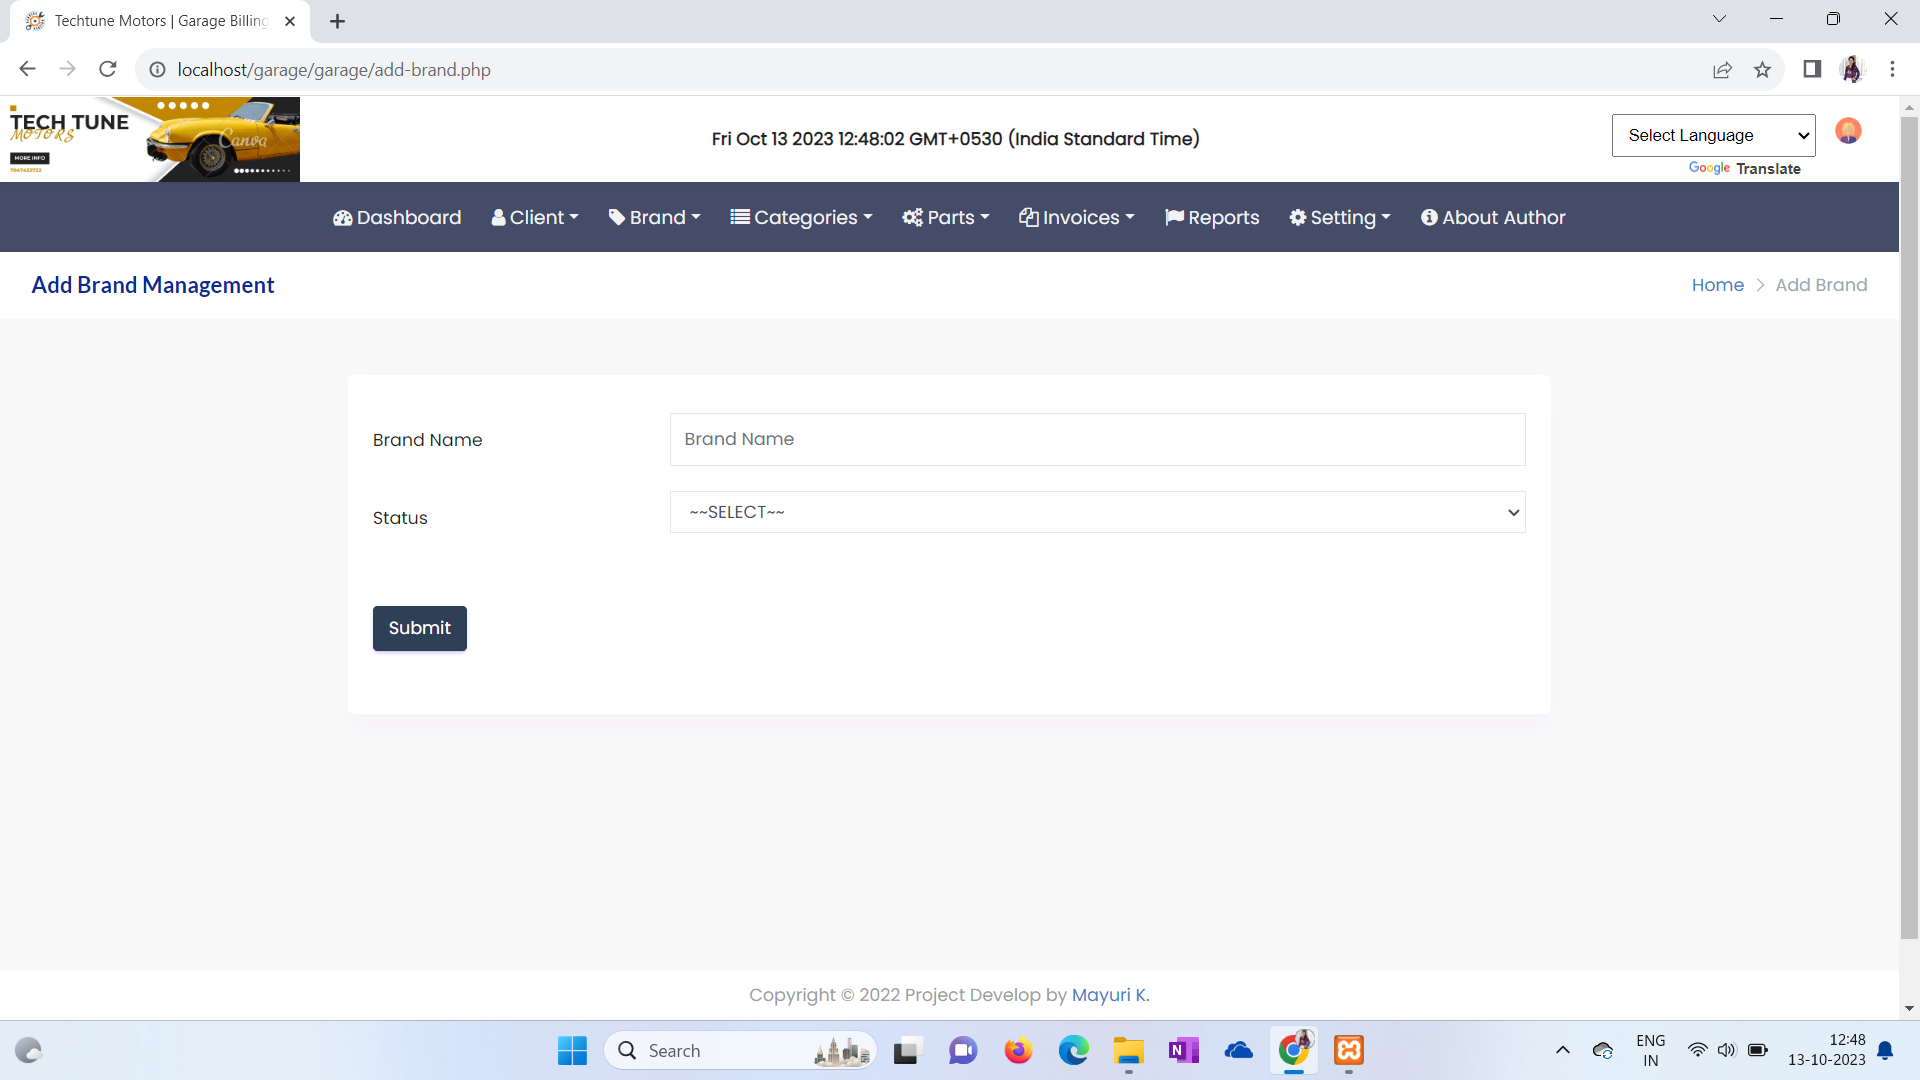 Techtune Motors | Garage Billing
localhost/garage/garage/add-brand.php
TECH TUNE
MOTORS
Canva
MORE INFO
7947432733
Fri Oct 13 2023 12:48:02 GMT+0530 (India Standard Time)
Select Language
Google Translate
Dashboard Client Brand Categories Parts Invoices Reports Setting About Author
Add Brand Management
Home > Add Brand
Brand Name
Brand Name
Status
~~SELECT~~
Submit
Copyright © 2022 Project Develop by Mayuri K.
Search
N
ENG
IN
12:48
13-10-2023